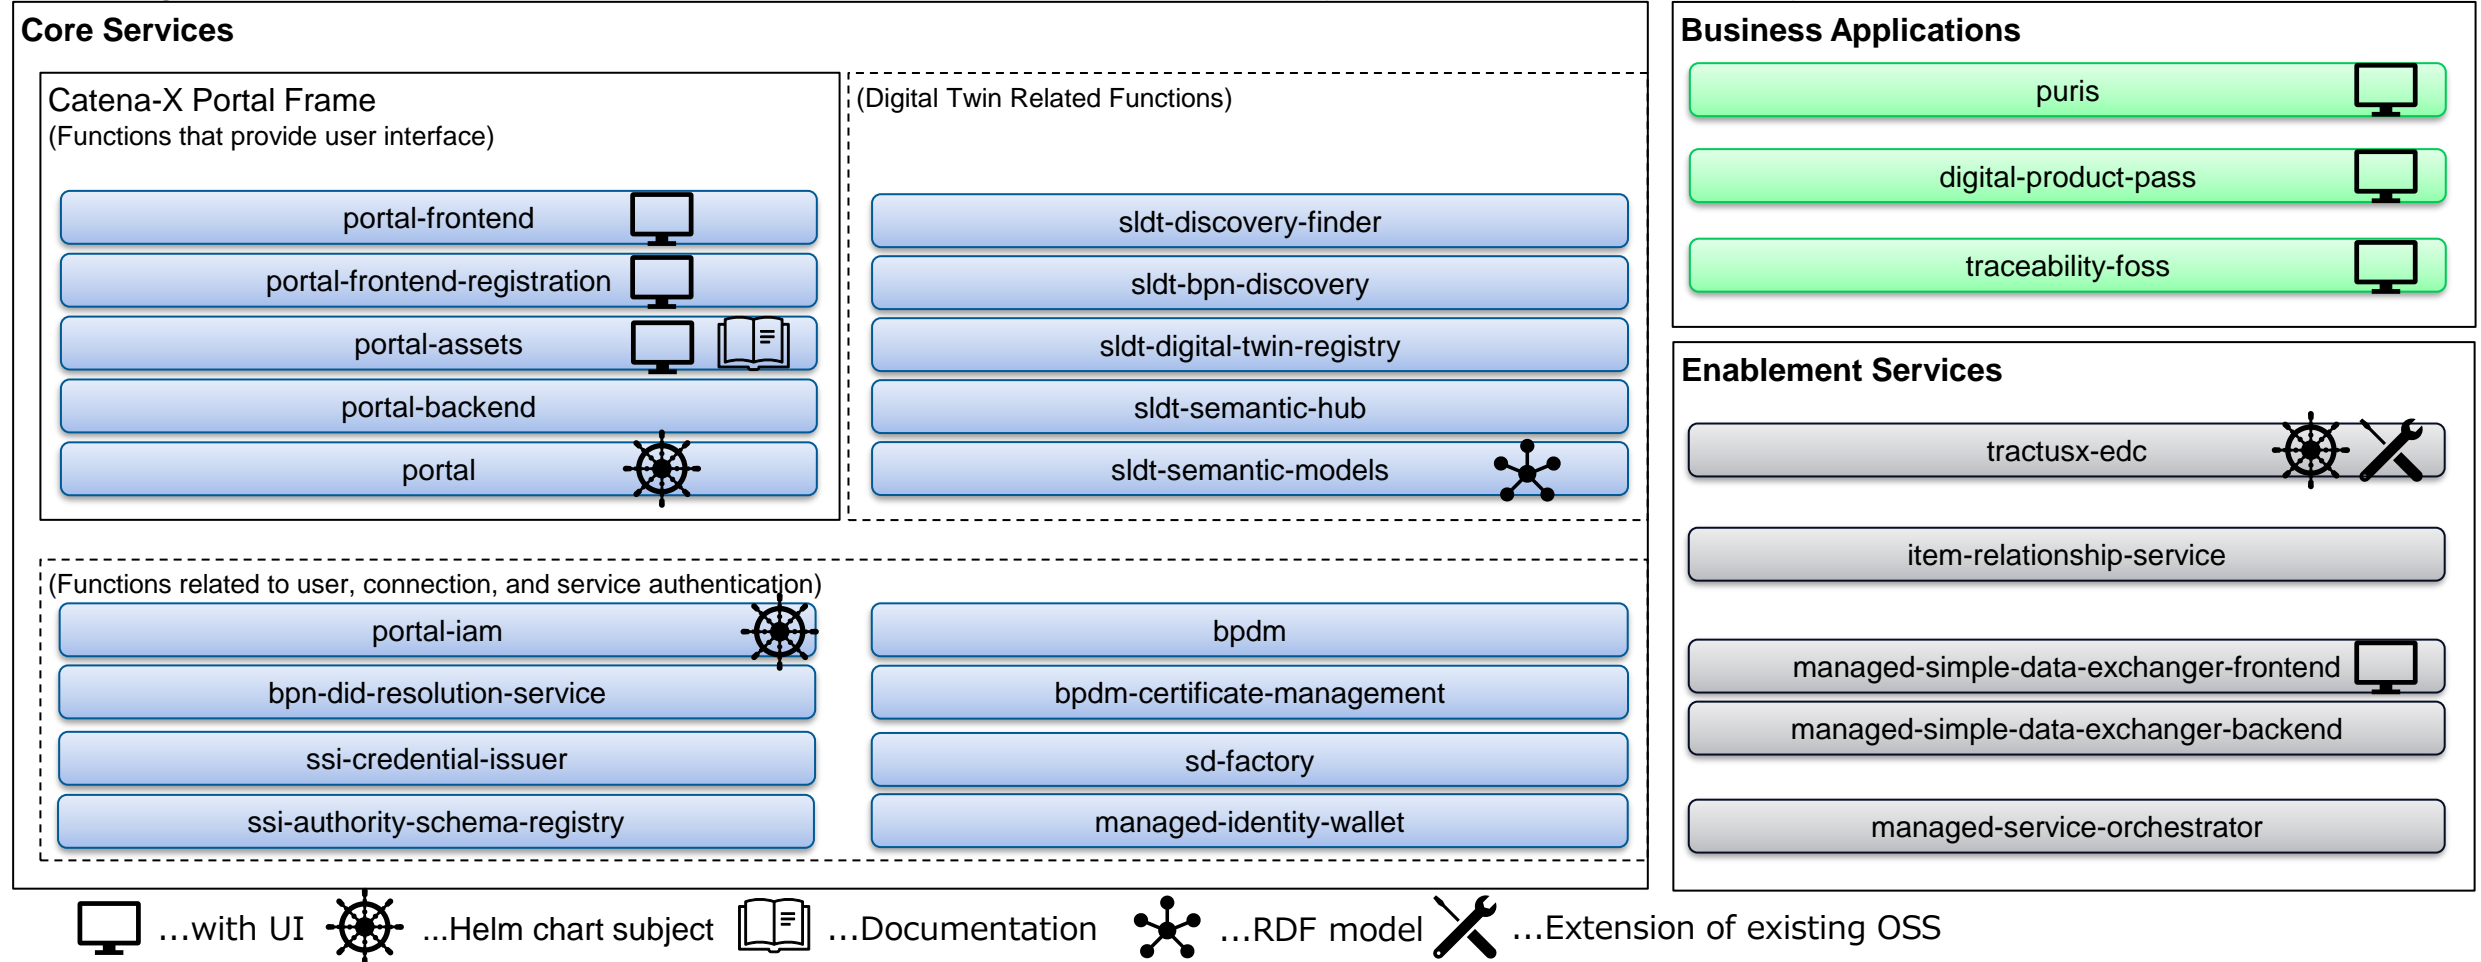 Core Services
Catena-X Portal Frame
(Functions that provide user interface)
portal-frontend
portal-frontend-registration
portal-assets
portal-backend
portal
(Digital Twin Related Functions)
sldt-discovery-finder
sldt-bpn-discovery
sldt-digital-twin-registry
sldt-semantic-hub
sldt-semantic-models
(Functions related to user, connection, and service authentication)
portal-iam
bpn-did-resolution-service
ssi-credential-issuer
ssi-authority-schema-registry
bpdm
bpdm-certificate-management
sd-factory
managed-identity-wallet
Business Applications
puris
digital-product-pass
traceability-foss
Enablement Services
tractusx-edc
item-relationship-service
managed-simple-data-exchanger-frontend
managed-simple-data-exchanger-backend
managed-service-orchestrator
...with UI
...Helm chart subject
...Documentation
...RDF model
...Extension of existing OSS